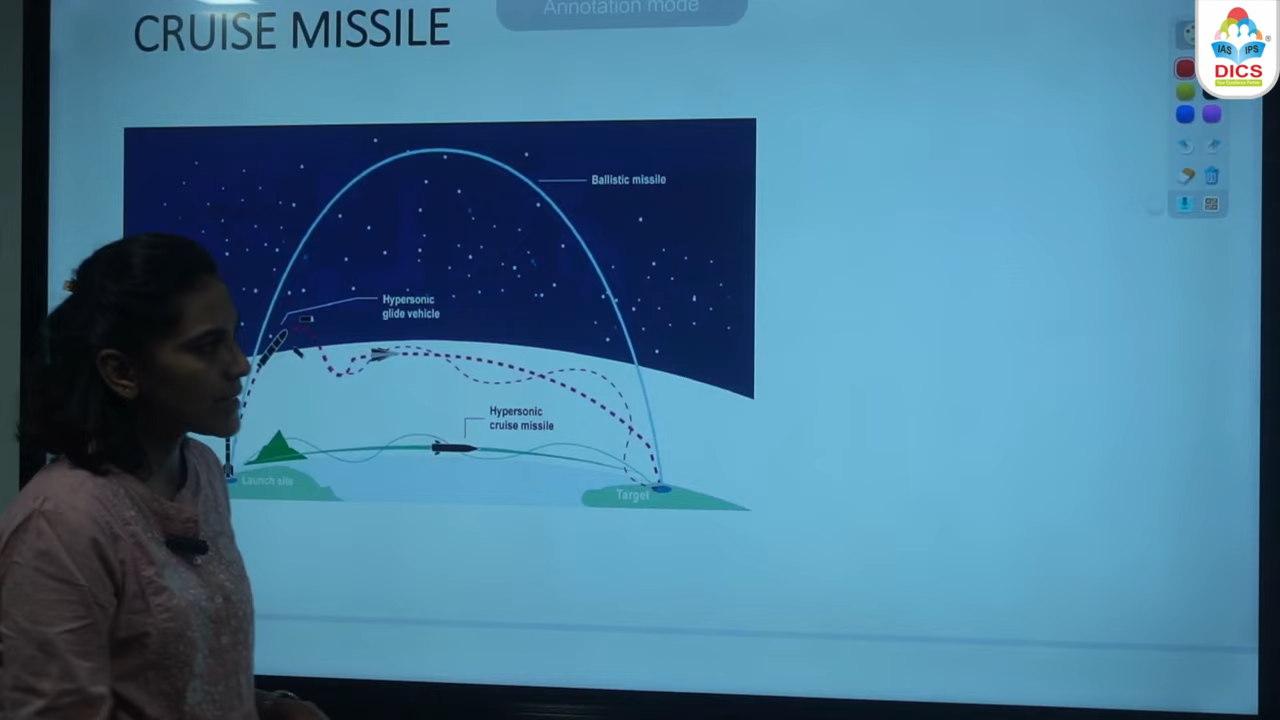 Annotation mode
CRUISE MISSILE
IAS IPS
DICS
Ballistic missile
Hypersonic
glide vehicle
Hypersonic
cruise missile
Launch site
Target